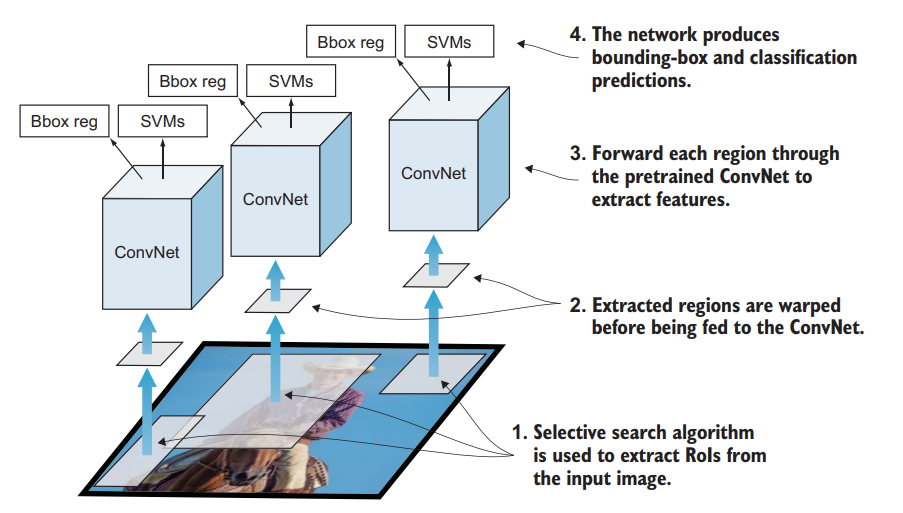 Bbox reg
SVMs
4. The network produces
bounding-box and classification
predictions.
Bbox reg
SVMs
Bbox reg
SVMs
3. Forward each region through
the pretrained ConvNet to
extract features.
ConvNet
ConvNet
ConvNet
2. Extracted regions are warped
before being fed to the ConvNet.
1. Selective search algorithm
is used to extract RoIs from
the input image.